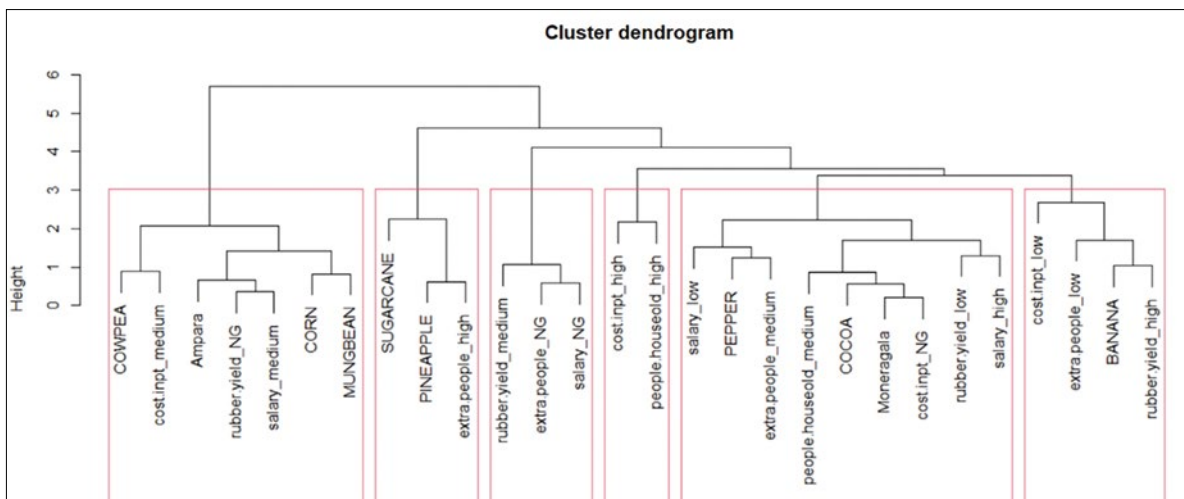 Cluster dendrogram
Height
6
5
4
3
2
1
0
COWPEA
cost.inpt_medium
Ampara
rubber.yield_NG
salary_medium
CORN
MUNGBEAN
SUGARCANE
PINEAPPLE
extra.people_high
rubber.yield_medium
extra.people_NG
salary_NG
cost.inpt_high
people.houseold_high
salary_low
PEPPER
extra.people_medium
people.houseold_medium
COCOA
Moneragala
cost.inpt_NG
rubber.yield_low
salary_high
cost.inpt_low
extra.people_low
BANANA
rubber.yield_high